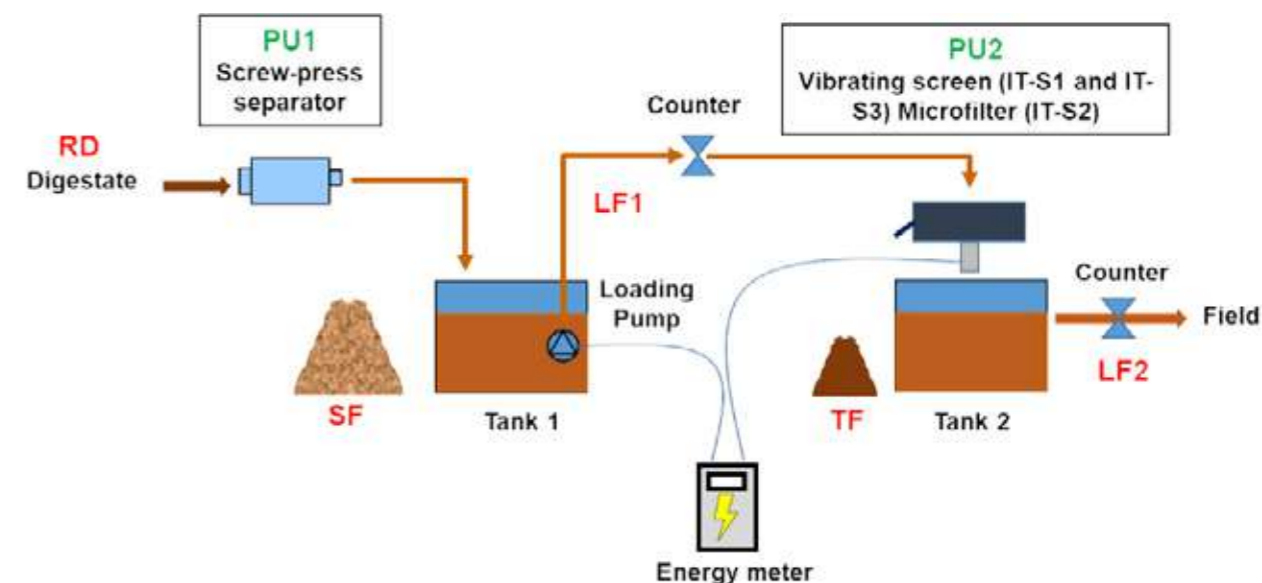 PU1
Screw-press
separator
PU2
Vibrating screen (IT-S1 and IT-
S3) Microfilter (IT-S2)
Counter
RD
Digestate
LF1
Loading
Pump
Counter
Field
LF2
SF
Tank 1
TF
Tank 2
Energy meter